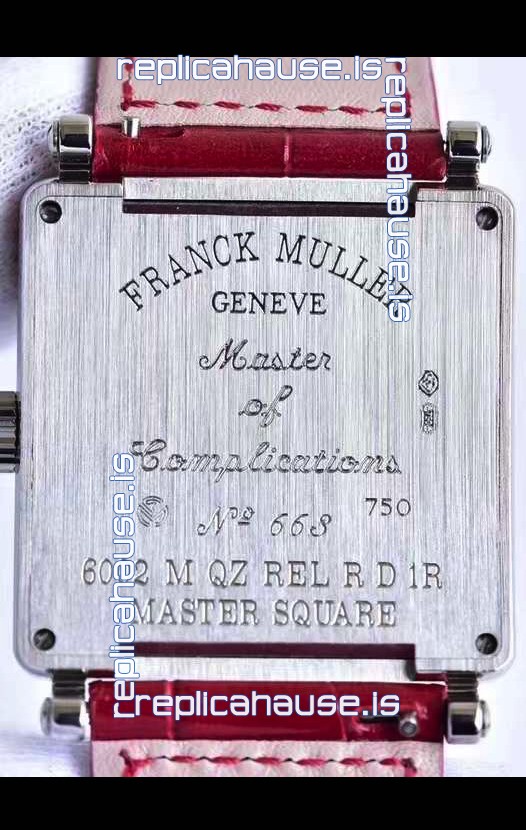 replicahause.is
replicahause.is
FRANCK MULLER
GENEVE
Master
of
Complications
750
Nº 668
6002 M QZ REL R D 1R
MASTER SQUARE
replicahause.is
replicahause.is